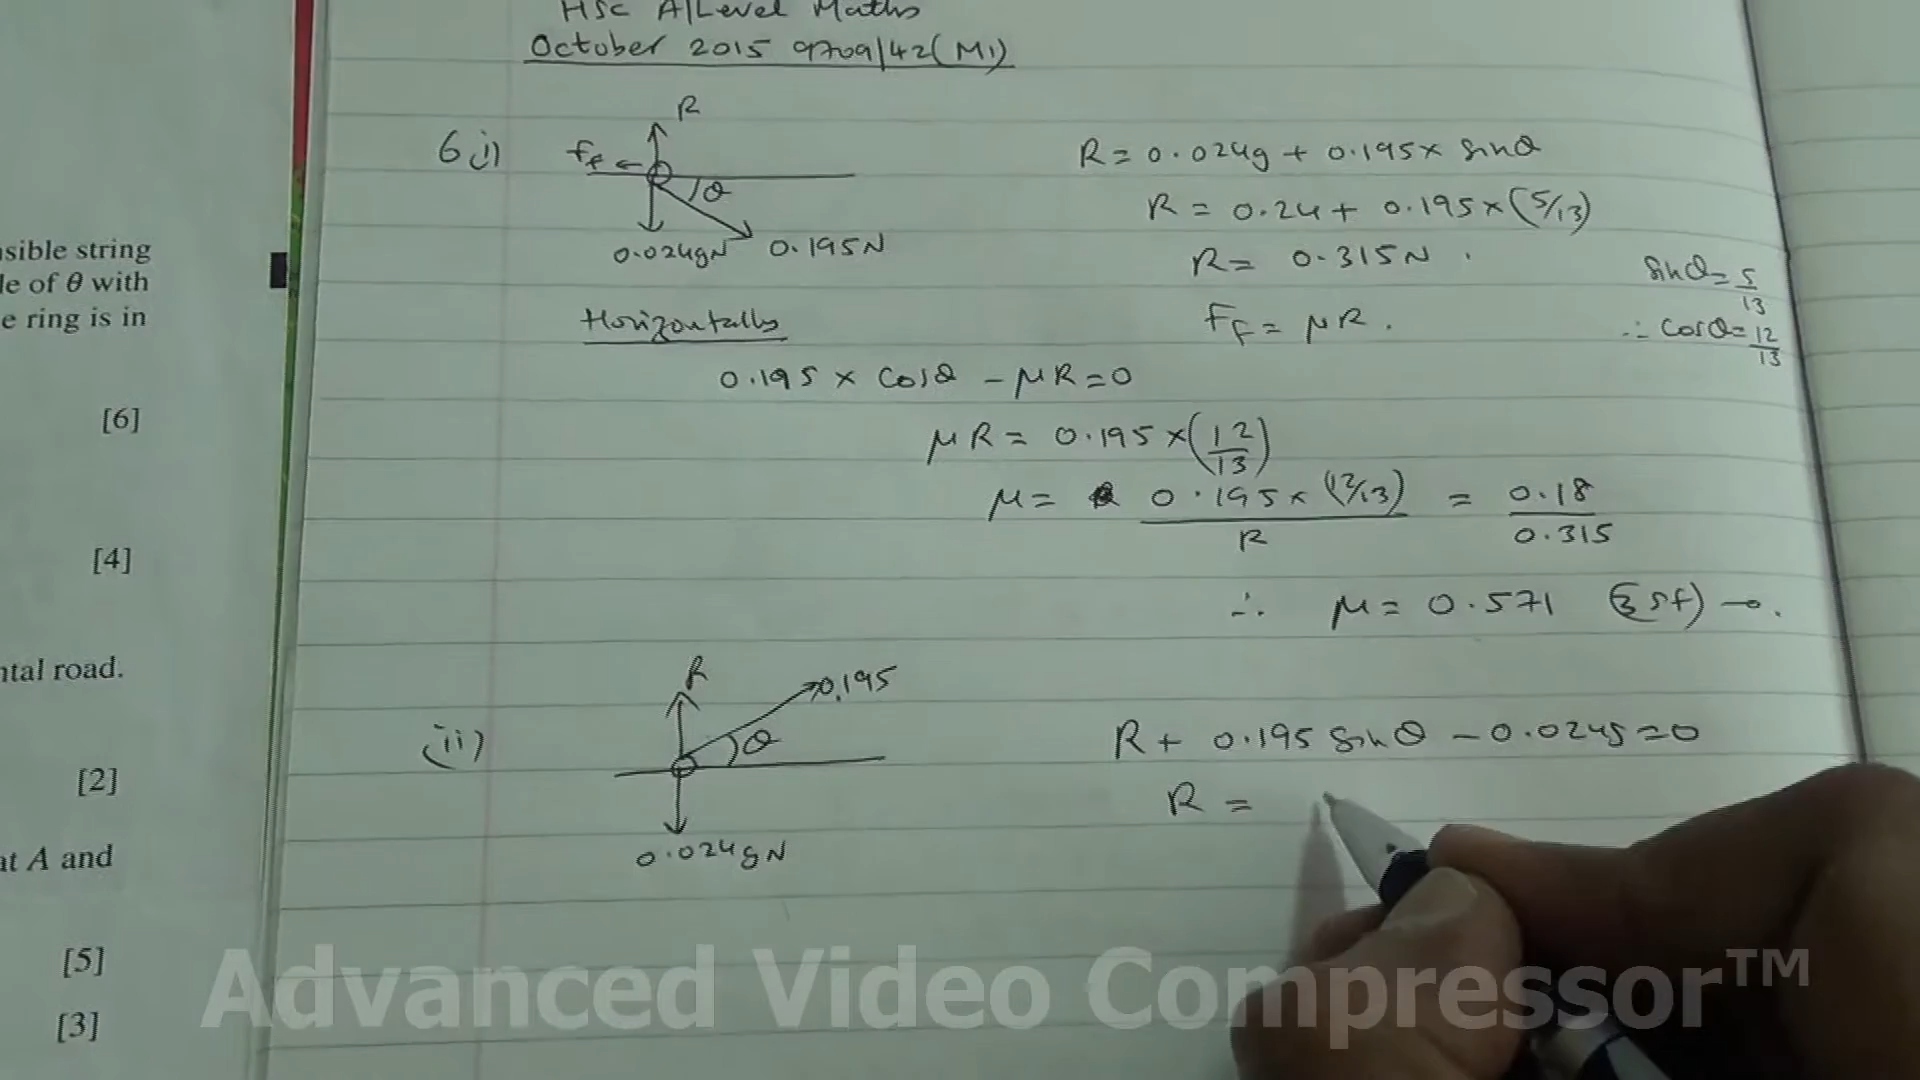 HSC A/Level Maths
October 2015 9709/42(M1)
6i)
R
Ff
θ
0.024gN 0.195N
R = 0.024g + 0.195 x sinθ
R = 0.24 + 0.195 x (5/13)
R = 0.315N .
sinθ = 5/13
∴ cosθ = 12/13
Horizontally
Ff = μR .
0.195 x cosθ - μR = 0
μR = 0.195 x (12/13)
μ = 0.195 x (12/13) / R = 0.18 / 0.315
∴ μ = 0.571 (3 sf)
(ii)
R
0.195
θ
0.024gN
R + 0.195 sinθ - 0.024g = 0
R =
sible string
le of θ with
e ring is in
[6]
[4]
ntal road.
[2]
at A and
[5]
[3]
Advanced Video Compressor™